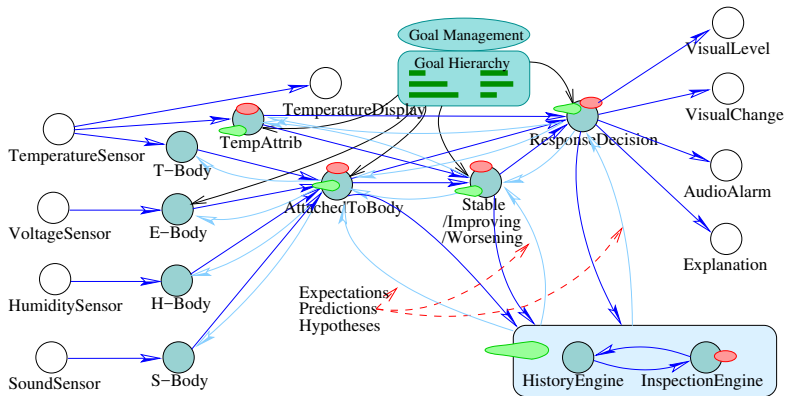 Goal Management
Goal Hierarchy
VisualLevel
TemperatureDisplay
VisualChange
TemperatureSensor
TempAttrib
ResponseDecision
T-Body
AudioAlarm
AttachedToBody
Stable
/Improving
/Worsening
VoltageSensor
E-Body
Explanation
Expectations
Predictions
Hypotheses
HumiditySensor
H-Body
SoundSensor
S-Body
HistoryEngine
InspectionEngine